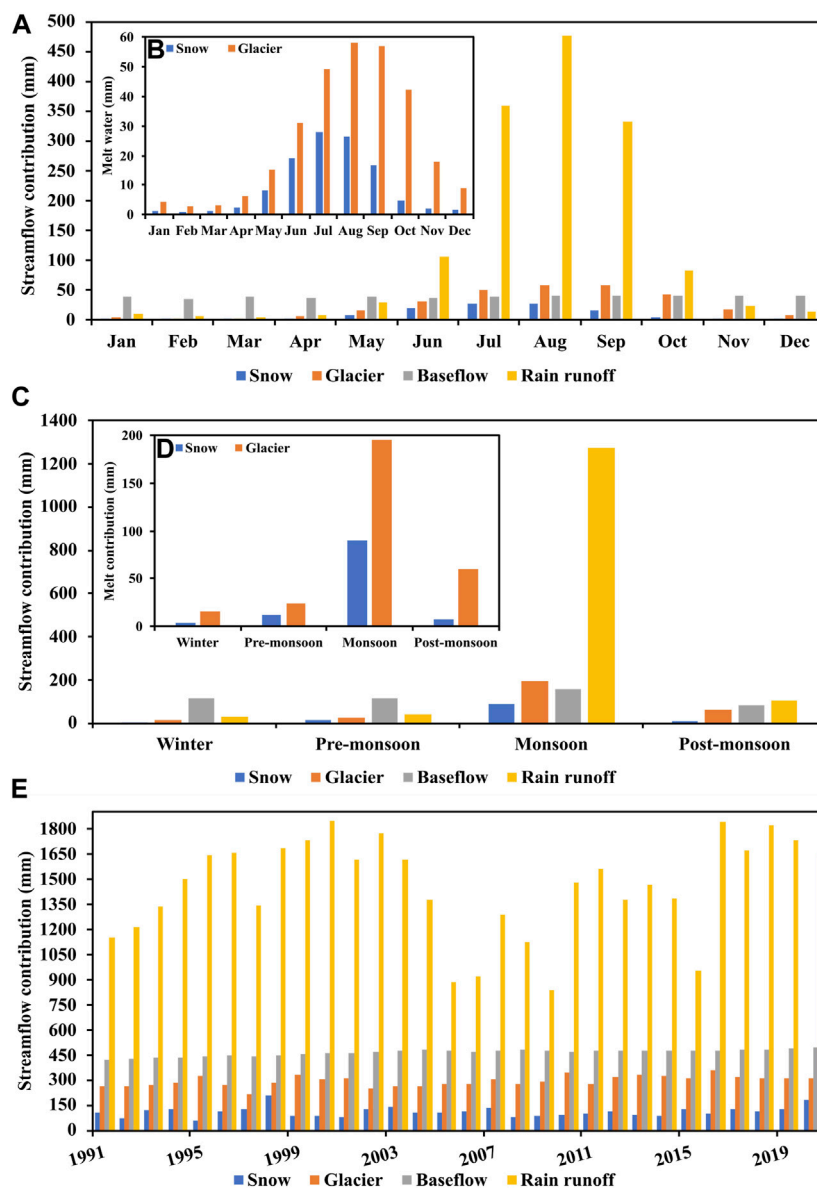 A
Streamflow contribution (mm)
500
450
400
350
300
250
200
150
100
50
0
Jan Feb Mar Apr May Jun Jul Aug Sep Oct Nov Dec
Snow Glacier Baseflow Rain runoff
B
Snow Glacier
Melt water (mm)
60
50
40
30
20
10
0
Jan Feb Mar Apr May Jun Jul Aug Sep Oct Nov Dec
C
Streamflow contribution (mm)
1400
1200
1000
800
600
400
200
0
Winter Pre-monsoon Monsoon Post-monsoon
Snow Glacier Baseflow Rain runoff
D
Snow Glacier
Melt contribution (mm)
200
150
100
50
0
Winter Pre-monsoon Monsoon Post-monsoon
E
Streamflow contribution (mm)
1800
1650
1500
1350
1200
1050
900
750
600
450
300
150
0
1991 1995 1999 2003 2007 2011 2015 2019
Snow Glacier Baseflow Rain runoff